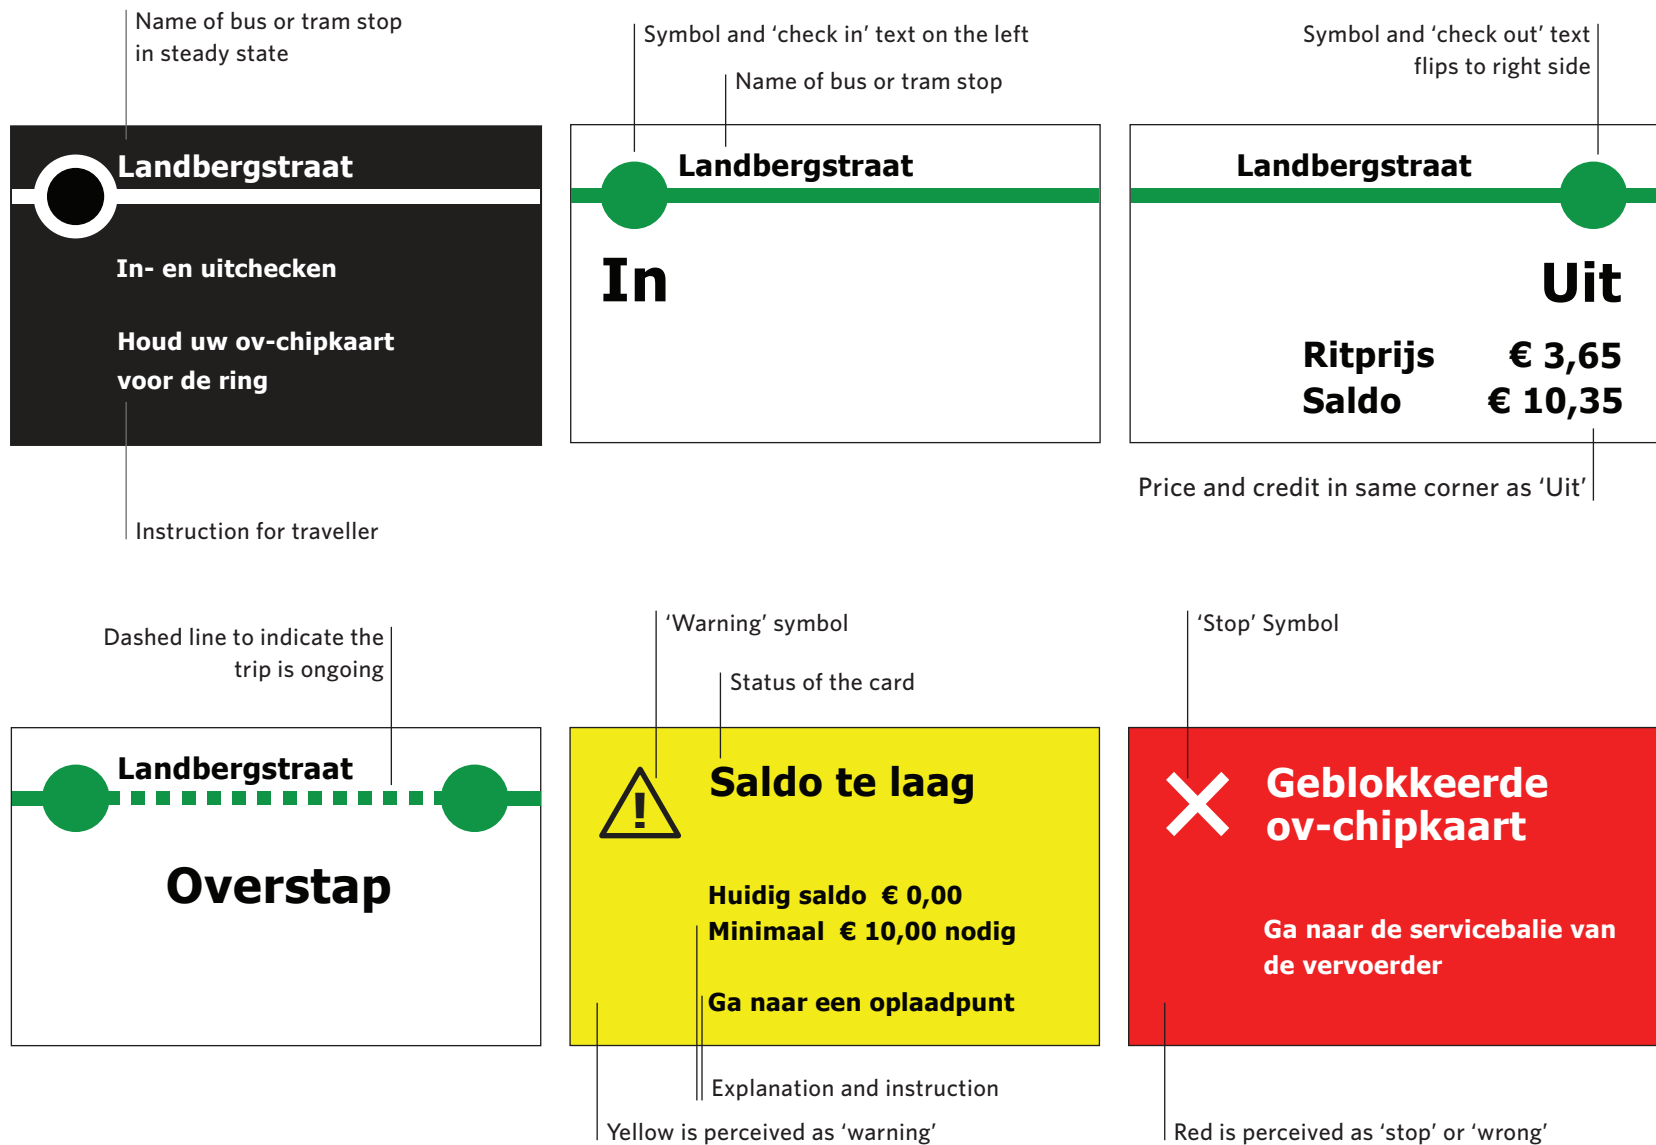 Name of bus or tram stop
in steady state
Symbol and ‘check in’ text on the left
Name of bus or tram stop
Symbol and ‘check out’ text
flips to right side
Landbergstraat
In- en uitchecken
Houd uw ov-chipkaart
voor de ring
Instruction for traveller
Landbergstraat
In
Landbergstraat
Uit
Ritprijs € 3,65
Saldo € 10,35
Price and credit in same corner as ‘Uit’
Dashed line to indicate the
trip is ongoing
Landbergstraat
Overstap
‘Warning’ symbol
Status of the card
!
Saldo te laag
Huidig saldo € 0,00
Minimaal € 10,00 nodig
Ga naar een oplaadpunt
Explanation and instruction
Yellow is perceived as ‘warning’
‘Stop’ Symbol
Geblokkeerde
ov-chipkaart
Ga naar de servicebalie van
de vervoerder
Red is perceived as ‘stop’ or ‘wrong’